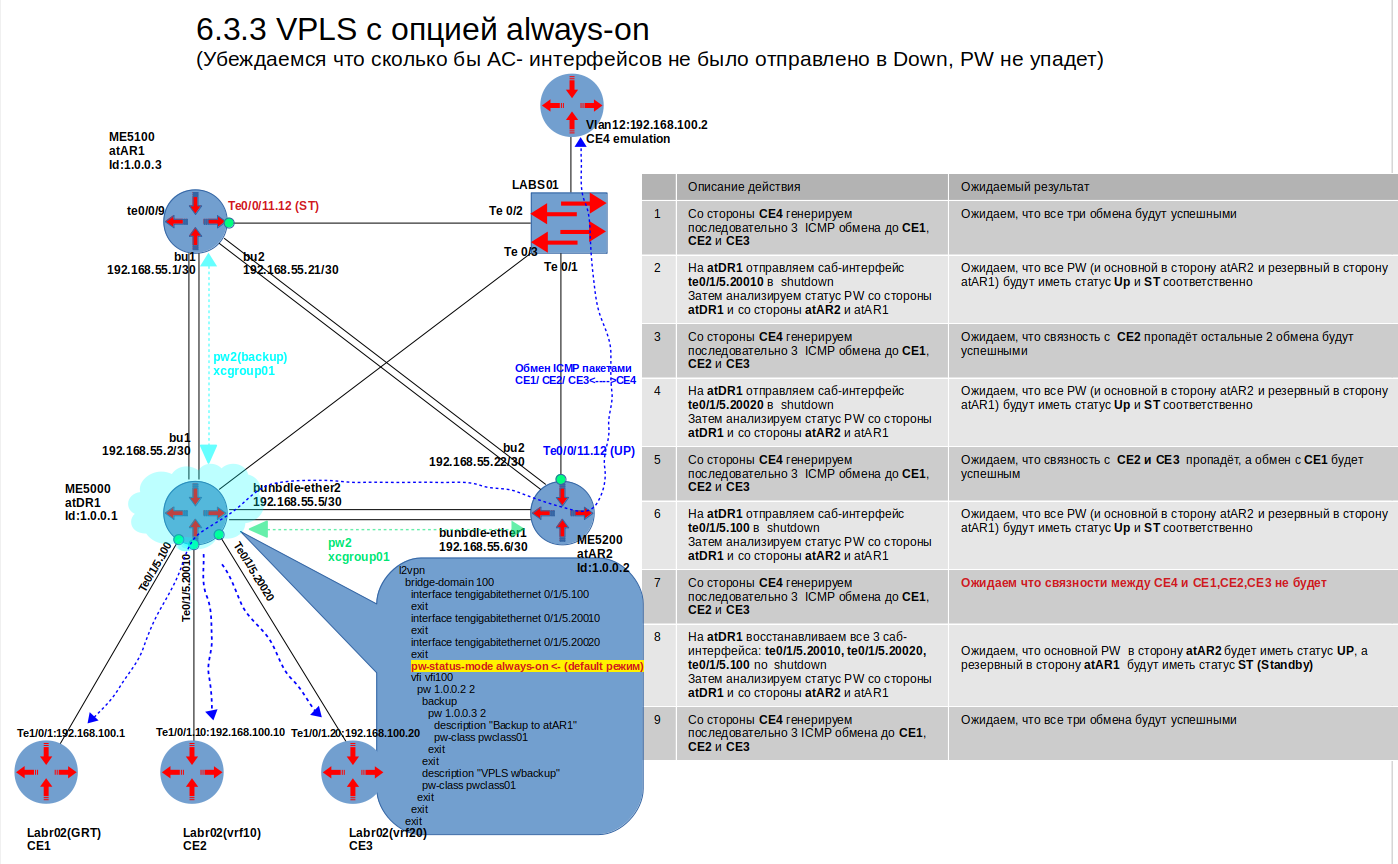 6.3.3 VPLS с опцией always-on
(Убеждаемся что сколько бы AC- интерфейсов не было отправлено в Down, PW не упадет)
Vlan12:192.168.100.2
CE4 emulation
ME5100
atAR1
Id:1.0.0.3
LABS01
te0/0/9
Te0/0/11.12 (ST)
Te 0/2
Te 0/3
Te 0/1
bu1
192.168.55.1/30
bu2
192.168.55.21/30
pw2(backup)
xcgroup01
Обмен ICMP пакетами
CE1/ CE2/ CE3<---->CE4
bu1
192.168.55.2/30
bu2
192.168.55.22/30
Te0/0/11.12 (UP)
ME5000
atDR1
Id:1.0.0.1
bunbdle-ether2
192.168.55.5/30
pw2
xcgroup01
bunbdle-ether1
192.168.55.6/30
ME5200
atAR2
Id:1.0.0.2
Te0/1/5.100
Te0/1/5.20010
Te0/1/5.20020
l2vpn
bridge-domain 100
interface tengigabitethernet 0/1/5.100
exit
interface tengigabitethernet 0/1/5.20010
exit
interface tengigabitethernet 0/1/5.20020
exit
pw-status-mode always-on <- (default режим)
vfi vfi100
pw 1.0.0.2 2
backup
pw 1.0.0.3 2
description "Backup to atAR1"
pw-class pwclass01
exit
exit
description "VPLS w/backup"
pw-class pwclass01
exit
exit
exit
Te1/0/1:192.168.100.1
Te1/0/1.10:192.168.100.10
Te1/0/1.20:192.168.100.20
Labr02(GRT)
CE1
Labr02(vrf10)
CE2
Labr02(vrf20)
CE3
Описание действия
Ожидаемый результат
1
Со стороны CE4 генерируем
последовательно 3 ICMP обмена до CE1,
CE2 и CE3
Ожидаем, что все три обмена будут успешными
2
На atDR1 отправляем саб-интерфейс
te0/1/5.20010 в shutdown
Затем анализируем статус PW со стороны
atDR1 и со стороны atAR2 и atAR1
Ожидаем, что все PW (и основной в сторону atAR2 и резервный в сторону
atAR1) будут иметь статус Up и ST соответственно
3
Со стороны CE4 генерируем
последовательно 3 ICMP обмена до CE1,
CE2 и CE3
Ожидаем, что связность с CE2 пропадёт остальные 2 обмена будут
успешными
4
На atDR1 отправляем саб-интерфейс
te0/1/5.20020 в shutdown
Затем анализируем статус PW со стороны
atDR1 и со стороны atAR2 и atAR1
Ожидаем, что все PW (и основной в сторону atAR2 и резервный в сторону
atAR1) будут иметь статус Up и ST соответственно
5
Со стороны CE4 генерируем
последовательно 3 ICMP обмена до CE1,
CE2 и CE3
Ожидаем, что связность с CE2 и CE3 пропадёт, а обмен с CE1 будет
успешным
6
На atDR1 отправляем саб-интерфейс
te0/1/5.100 в shutdown
Затем анализируем статус PW со стороны
atDR1 и со стороны atAR2 и atAR1
Ожидаем, что все PW (и основной в сторону atAR2 и резервный в сторону
atAR1) будут иметь статус Up и ST соответственно
7
Со стороны CE4 генерируем
последовательно 3 ICMP обмена до CE1,
CE2 и CE3
Ожидаем что связности между CE4 и CE1,CE2,CE3 не будет
8
На atDR1 восстанавливаем все 3 саб-
интерфейса: te0/1/5.20010, te0/1/5.20020,
te0/1/5.100 no shutdown
Затем анализируем статус PW со стороны
atDR1 и со стороны atAR2 и atAR1
Ожидаем, что основной PW в сторону atAR2 будет иметь статус UP, а
резервный в сторону atAR1 будут иметь статус ST (Standby)
9
Со стороны CE4 генерируем
последовательно 3 ICMP обмена до CE1,
CE2 и CE3
Ожидаем, что все три обмена будут успешными